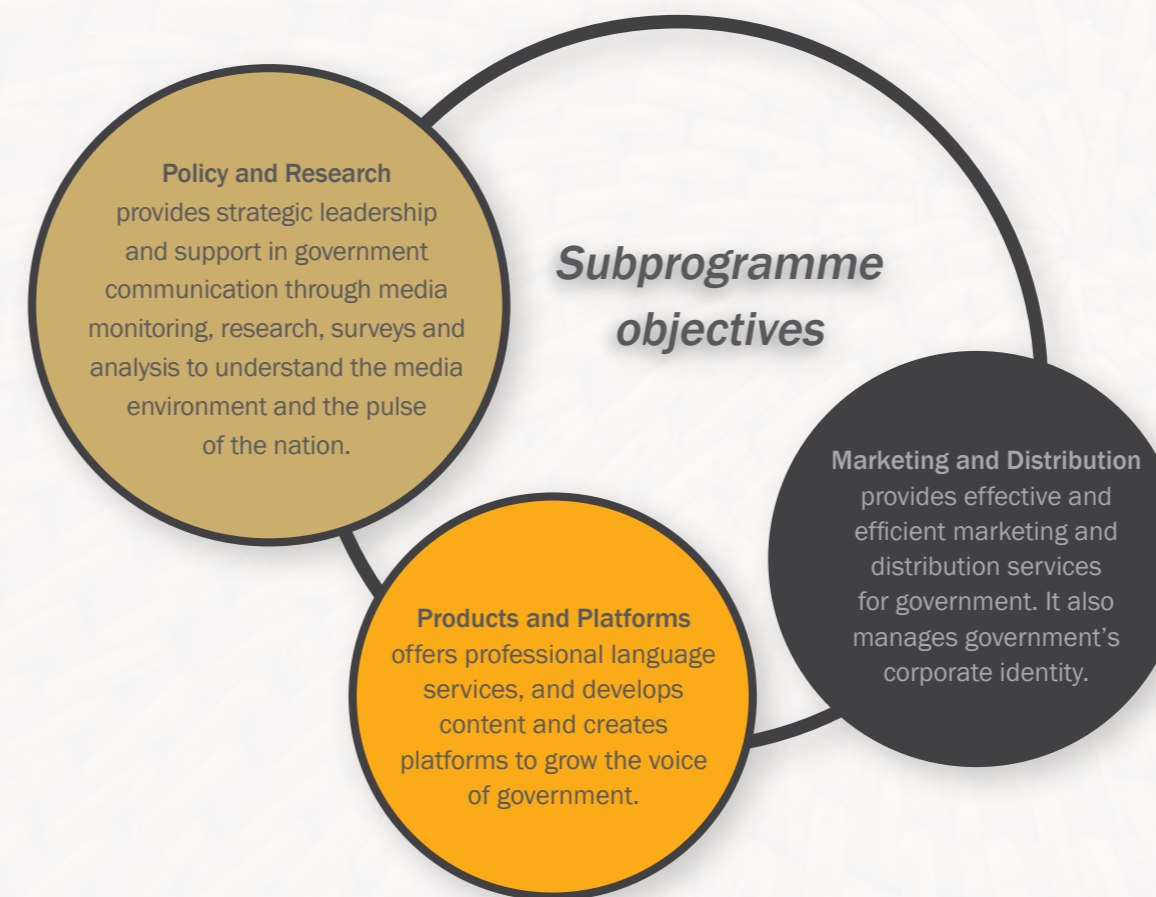 Subprogramme
objectives
Policy and Research
provides strategic leadership
and support in government
communication through media
monitoring, research, surveys and
analysis to understand the media
environment and the pulse
of the nation.
Marketing and Distribution
provides effective and
efficient marketing and
distribution services
for government. It also
manages government’s
corporate identity.
Products and Platforms
offers professional language
services, and develops
content and creates
platforms to grow the voice
of government.